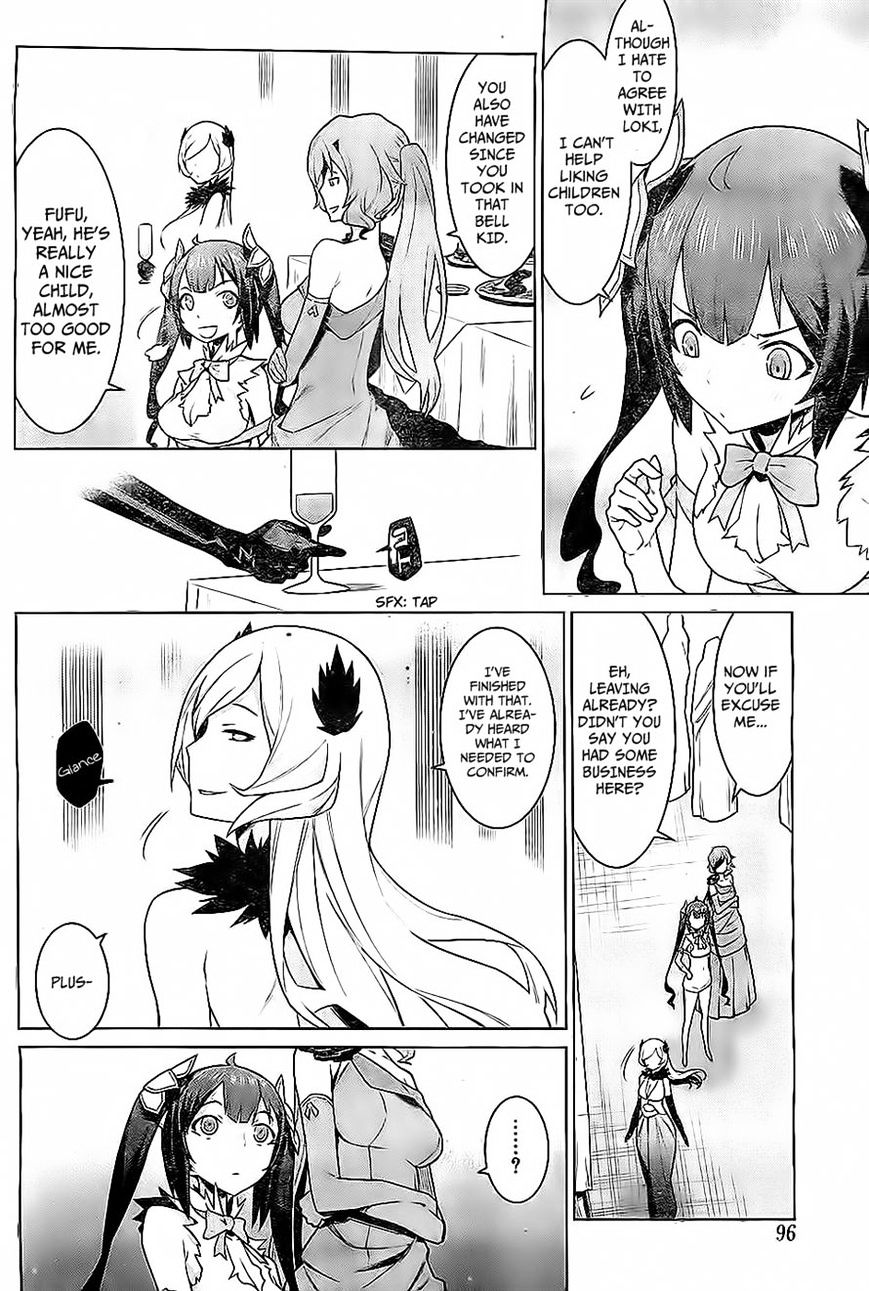 AL-
THOUGH
I HATE
TO
AGREE
WITH
LOKI,
I CAN'T
HELP
LIKING
CHILDREN
TOO.
YOU
ALSO
HAVE
CHANGED
SINCE
YOU
TOOK IN
THAT
BELL
KID.
FUFU,
YEAH, HE'S
REALLY
A NICE
CHILD,
ALMOST
TOO GOOD
FOR ME.
SFX: TAP
NOW IF
YOU'LL
EXCUSE
ME...
EH,
LEAVING
ALREADY?
DIDN'T YOU
SAY YOU
HAD SOME
BUSINESS
HERE?
I'VE
FINISHED
WITH THAT.
I'VE ALREA-
DY HEARD
WHAT I
NEEDED TO
CONFIRM.
Glance
PLUS-
.......
?
96